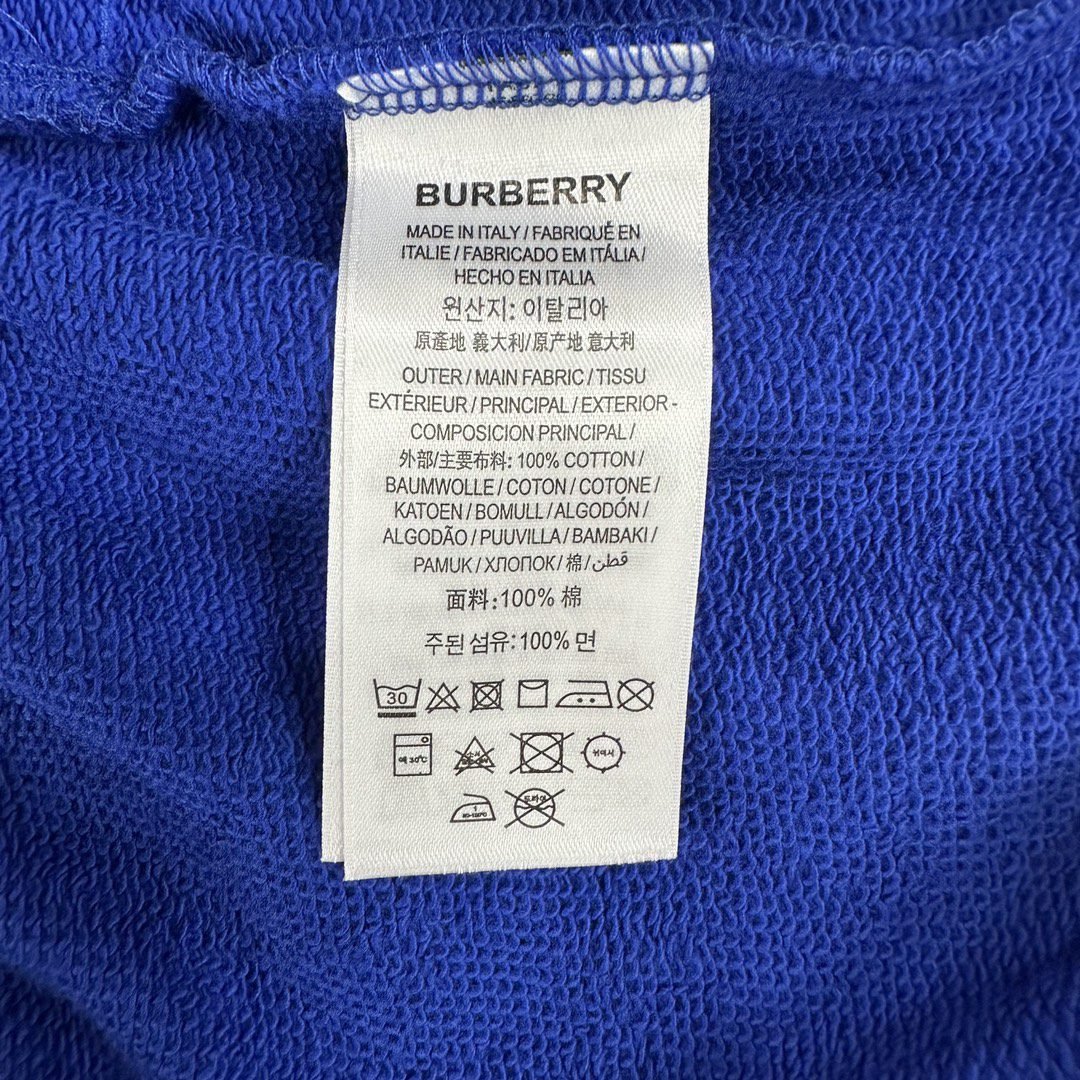 BURBERRY
MADE IN ITALY / FABRIQUÉ EN
ITALIE / FABRICADO EM ITÁLIA /
HECHO EN ITALIA
원산지: 이탈리아
原產地 義大利/原产地 意大利
OUTER / MAIN FABRIC / TISSU
EXTÉRIEUR / PRINCIPAL / EXTERIOR -
COMPOSICION PRINCIPAL /
外部/主要布料: 100% COTTON /
BAUMWOLLE / COTON / COTONE /
KATOEN / BOMULL / ALGODÓN /
ALGODÃO / PUUVILLA / BAMBAKI /
PAMUK / ХЛОПОК / 棉 / قطن
面料:100% 棉
주된 섬유:100% 면
30